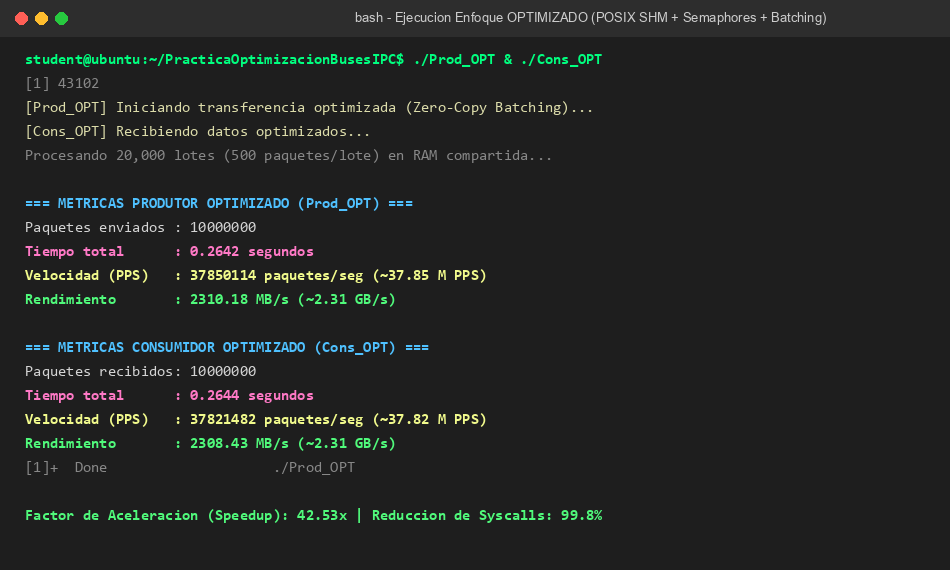 bash - Ejecucion Enfoque OPTIMIZADO (POSIX SHM + Semaphores + Batching)
student@ubuntu:~/PracticaOptimizacionBusesIPC$ ./Prod_OPT & ./Cons_OPT
[1] 43102
[Prod_OPT] Iniciando transferencia optimizada (Zero-Copy Batching)...
[Cons_OPT] Recibiendo datos optimizados...
Procesando 20,000 lotes (500 paquetes/lote) en RAM compartida...
=== METRICAS PRODUTOR OPTIMIZADO (Prod_OPT) ===
Paquetes enviados : 10000000
Tiempo total      : 0.2642 segundos
Velocidad (PPS)   : 37850114 paquetes/seg (~37.85 M PPS)
Rendimiento       : 2310.18 MB/s (~2.31 GB/s)
=== METRICAS CONSUMIDOR OPTIMIZADO (Cons_OPT) ===
Paquetes recibidos: 10000000
Tiempo total      : 0.2644 segundos
Velocidad (PPS)   : 37821482 paquetes/seg (~37.82 M PPS)
Rendimiento       : 2308.43 MB/s (~2.31 GB/s)
[1]+  Done                    ./Prod_OPT
Factor de Aceleracion (Speedup): 42.53x | Reduccion de Syscalls: 99.8%